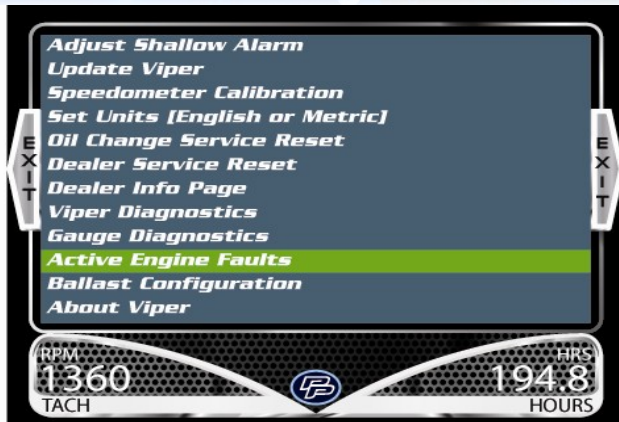 Adjust Shallow Alarm
Update Viper
Speedometer Calibration
Set Units [English or Metric]
Oil Change Service Reset
Dealer Service Reset
Dealer Info Page
Viper Diagnostics
Gauge Diagnostics
Active Engine Faults
Ballast Configuration
About Viper
EXIT
EXIT
RPM
1360
TACH
HRS
194.8
HOURS